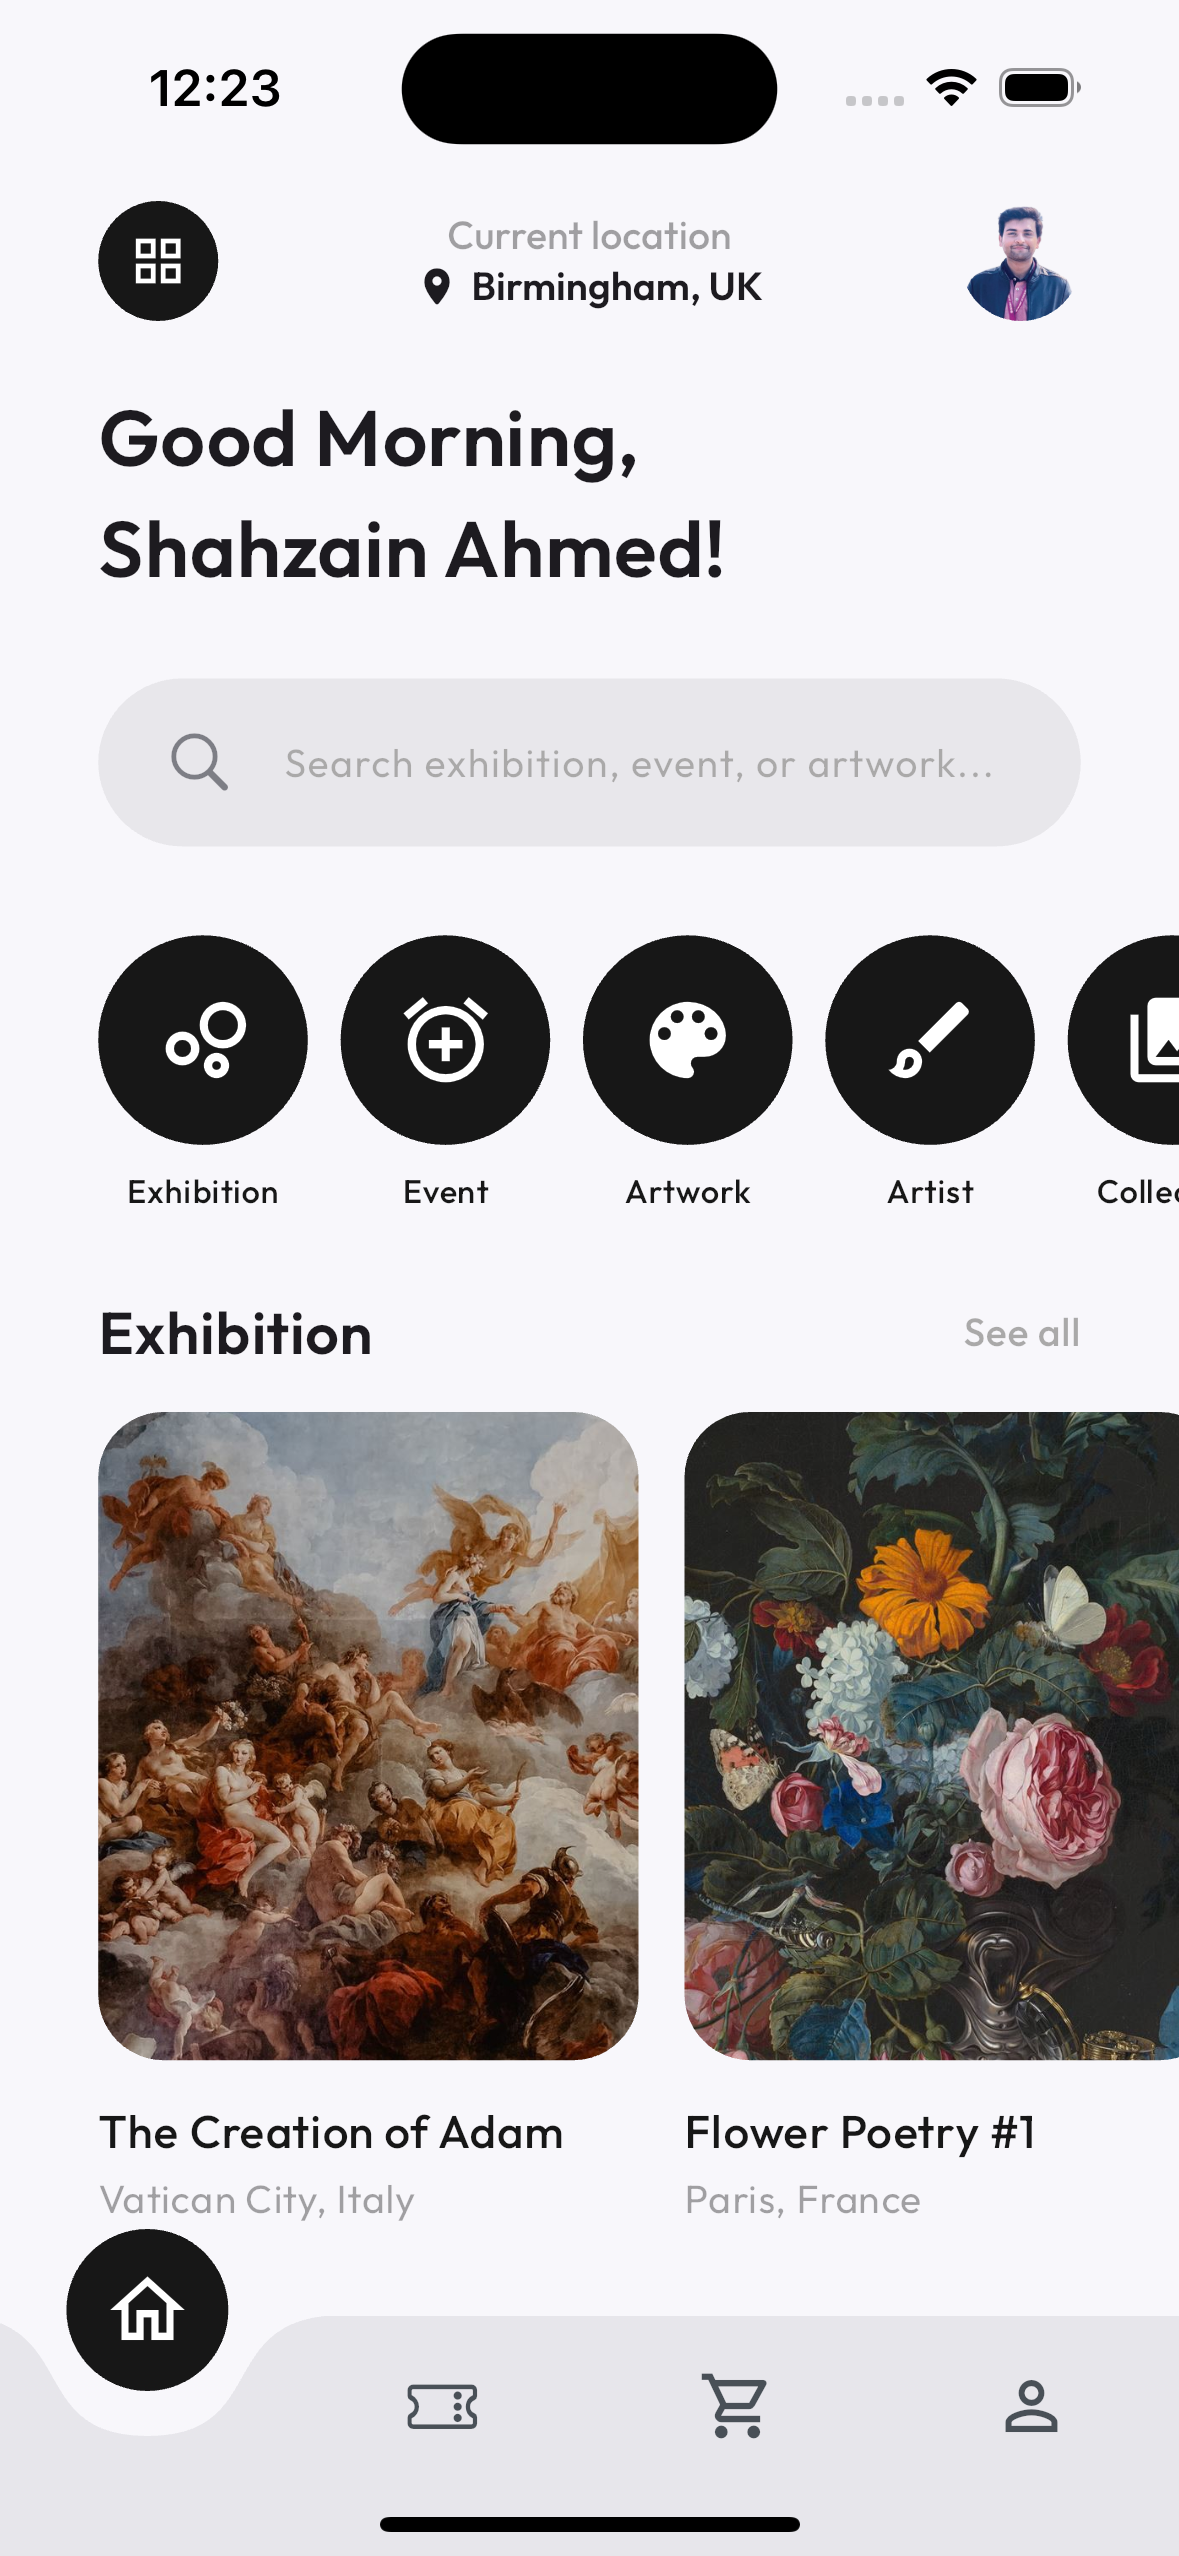 12:23
Current location
Birmingham, UK
Good Morning,
Shahzain Ahmed!
Search exhibition, event, or artwork...
Exhibition Event Artwork Artist
Exhibition See all
The Creation of Adam Flower Poetry #1
Vatican City, Italy Paris, France